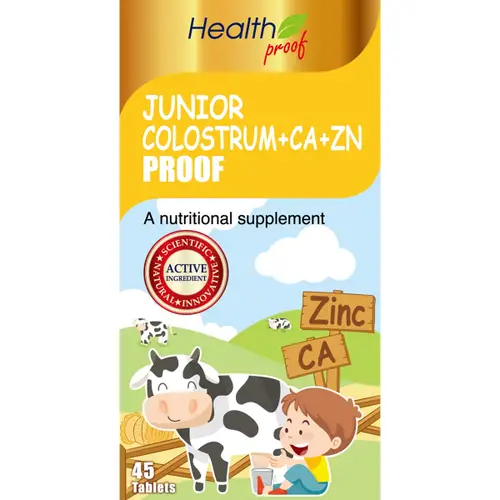 Health
proof
JUNIOR
COLOSTRUM+CA+ZN
PROOF
A nutritional supplement
SCIENTIFIC
NATURAL
INNOVATIVE
ACTIVE
INGREDIENT
Zinc
CA
45
Tablets